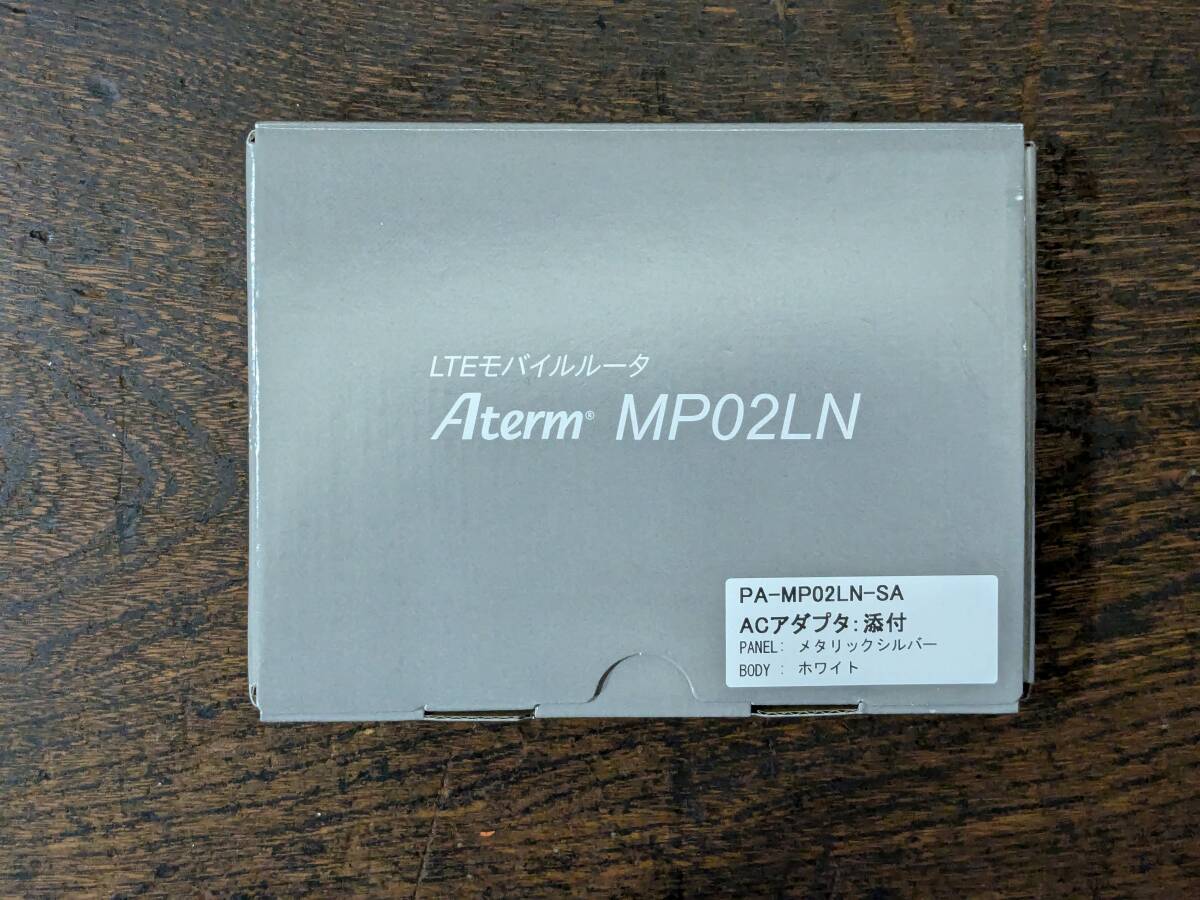 LTEモバイルルータ
Aterm® MP02LN
PA-MP02LN-SA
ACアダプタ:添付
PANEL: メタリックシルバー
BODY : ホワイト